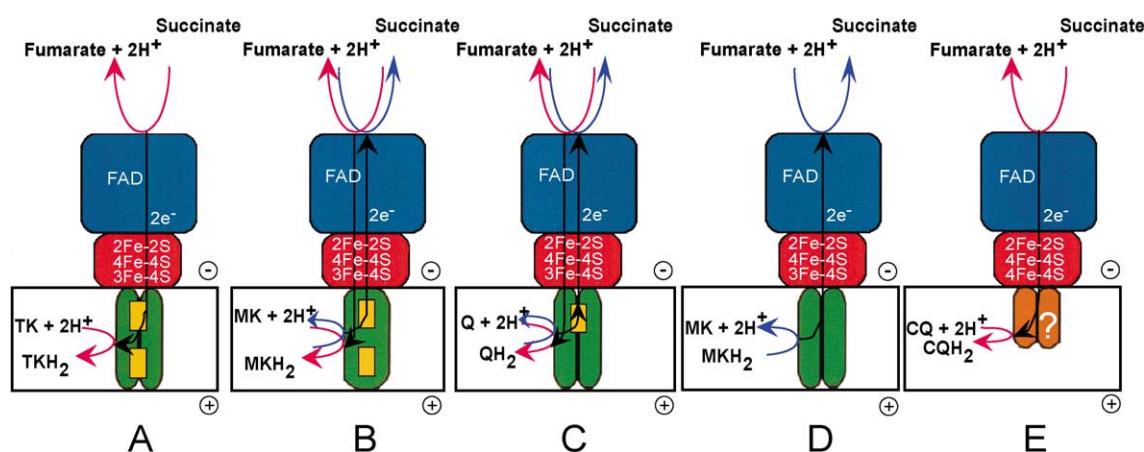 Succinate
Fumarate + 2H+
FAD
2e-
2Fe-2S
4Fe-4S
3Fe-4S
-
TK + 2H+
TKH2
+
A
Succinate
Fumarate + 2H+
FAD
2e-
2Fe-2S
4Fe-4S
3Fe-4S
-
MK + 2H+
MKH2
+
B
Succinate
Fumarate + 2H+
FAD
2e-
2Fe-2S
4Fe-4S
3Fe-4S
-
Q + 2H+
QH2
+
C
Succinate
Fumarate + 2H+
FAD
2e-
2Fe-2S
4Fe-4S
3Fe-4S
-
MK + 2H+
MKH2
+
D
Succinate
Fumarate + 2H+
FAD
2e-
2Fe-2S
4Fe-4S
4Fe-4S
-
CQ + 2H+
CQH2
?
+
E